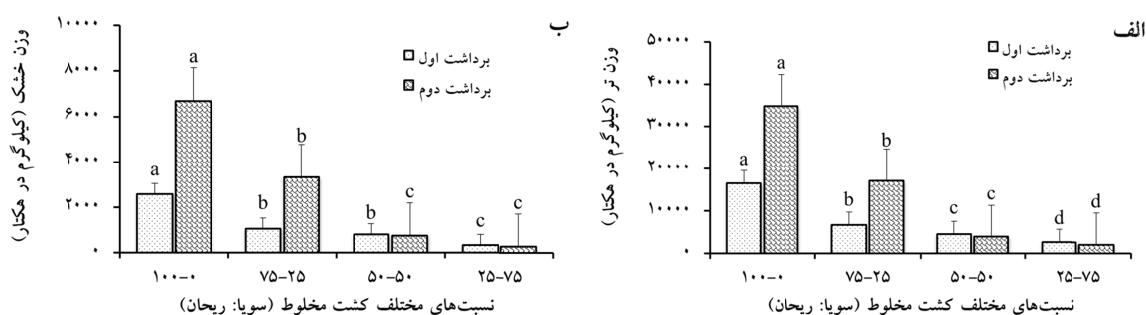 الف
وزن تر (کیلوگرم در هکتار)
۵۰۰۰۰
۴۰۰۰۰
۳۰۰۰۰
۲۰۰۰۰
۱۰۰۰۰
۰
برداشت اول
برداشت دوم
a a b b c c d d
۱۰۰-۰ ۷۵-۲۵ ۵۰-۵۰ ۲۵-۷۵
نسبت‌های مختلف کشت مخلوط (سویا: ریحان)
ب
وزن خشک (کیلوگرم در هکتار)
۱۰۰۰۰
۸۰۰۰
۶۰۰۰
۴۰۰۰
۲۰۰۰
۰
برداشت اول
برداشت دوم
a a b b b c c c
۱۰۰-۰ ۷۵-۲۵ ۵۰-۵۰ ۲۵-۷۵
نسبت‌های مختلف کشت مخلوط (سویا: ریحان)